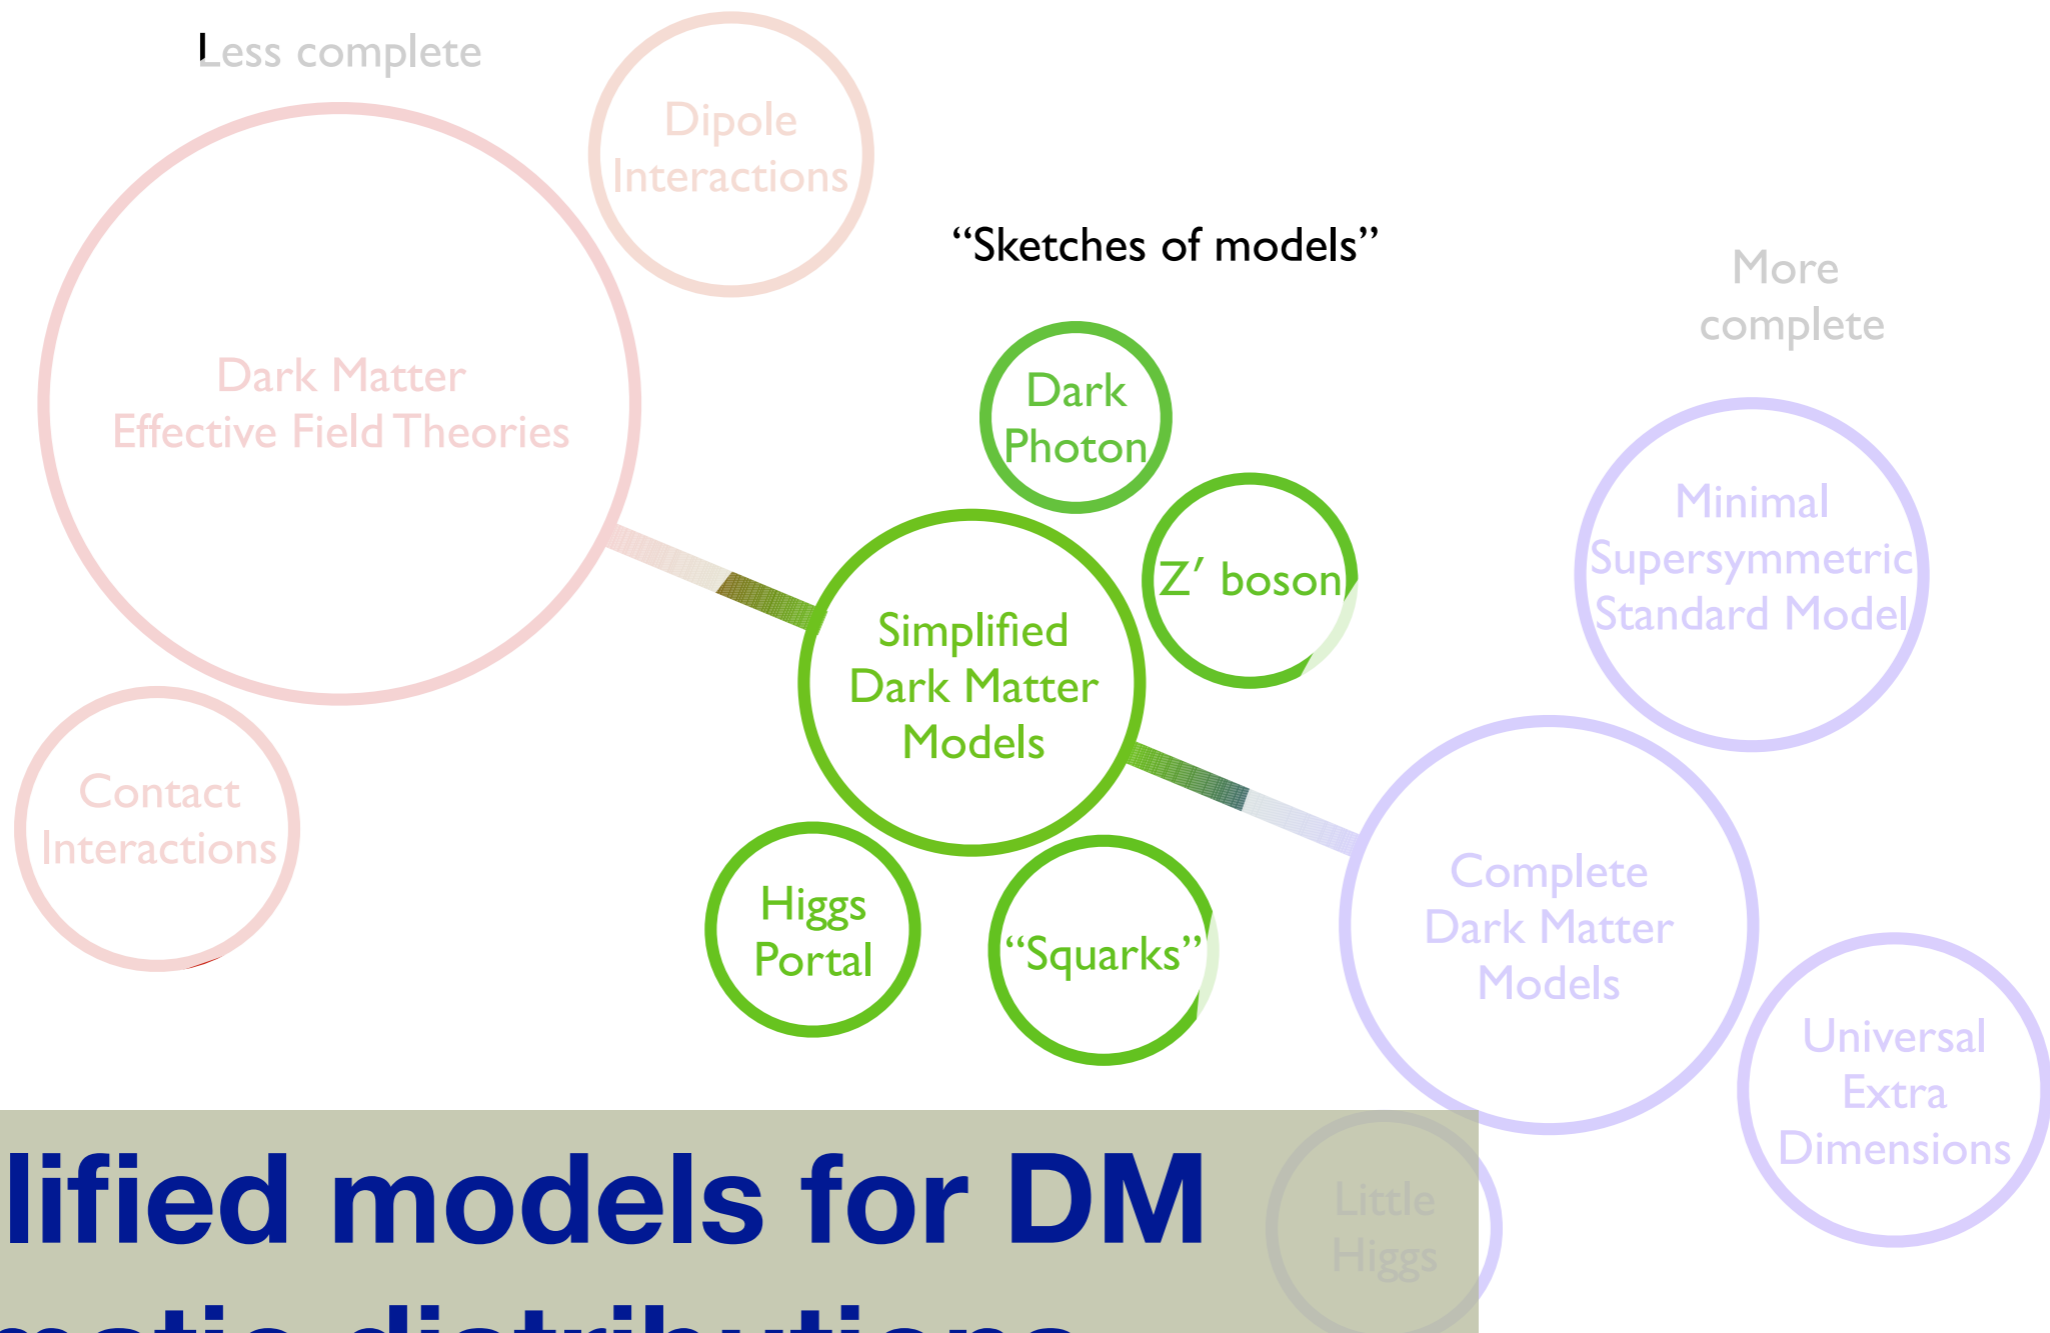 Less complete
Dipole
Interactions
“Sketches of models”
More
complete
Dark Matter
Effective Field Theories
Dark
Photon
Minimal
Supersymmetric
Standard Model
Z′ boson
Simplified
Dark Matter
Models
Contact
Interactions
Higgs
Portal
“Squarks”
Complete
Dark Matter
Models
Universal
Extra
Dimensions
Little
Higgs
lified models for DM
matic distributions